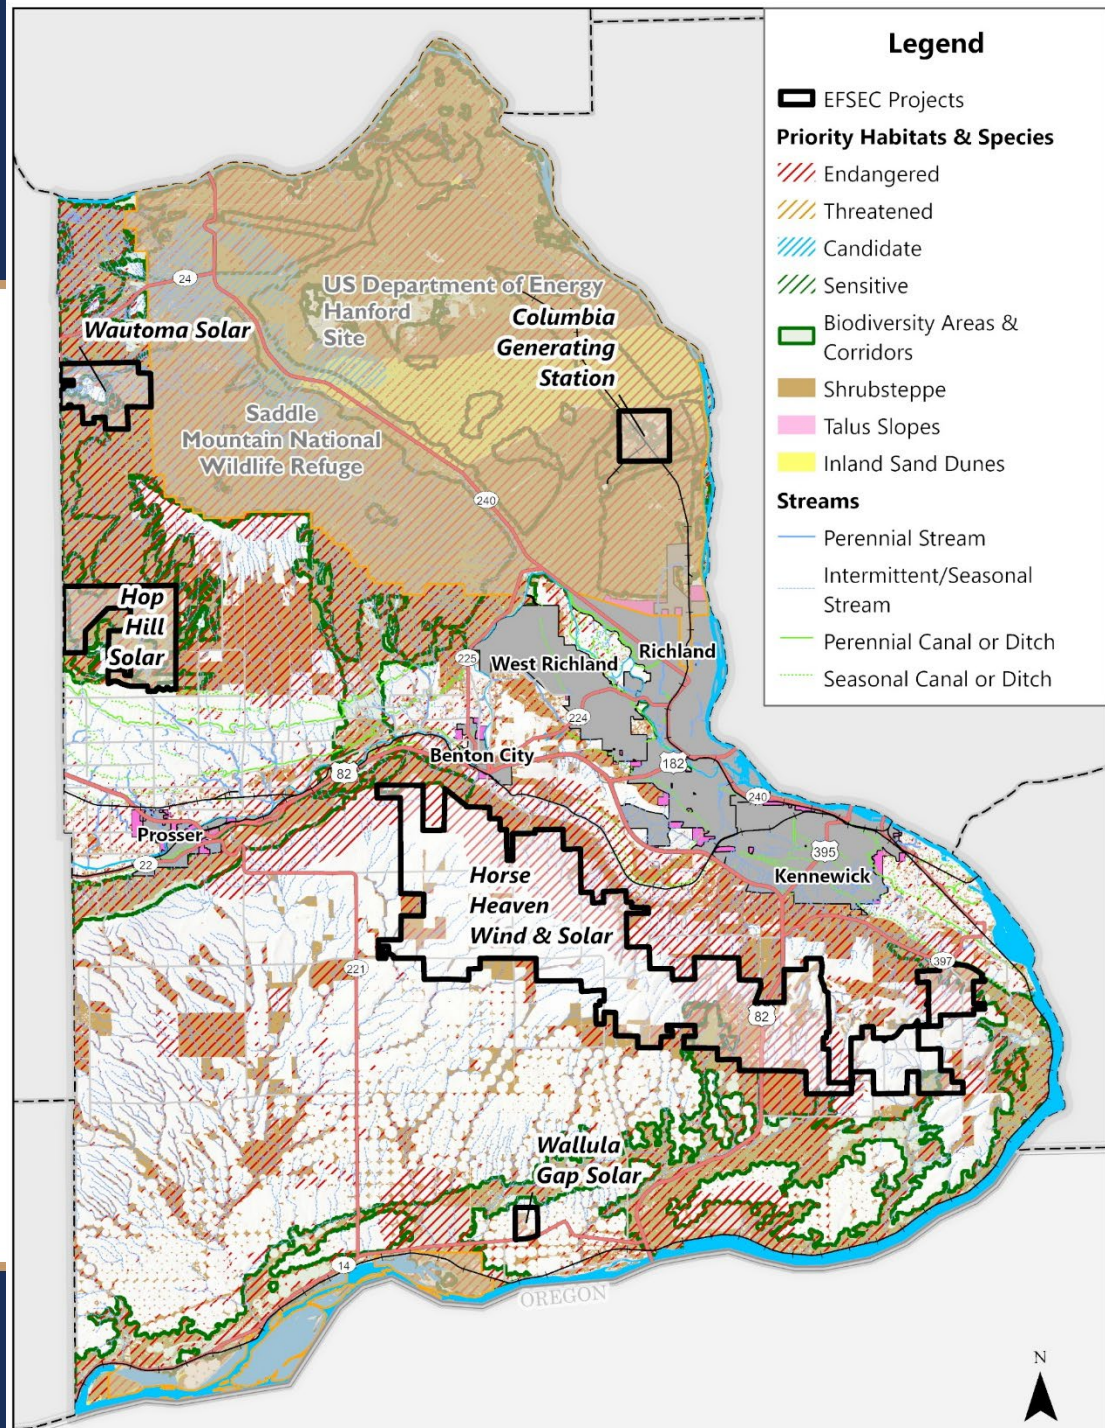 Legend
EFSEC Projects
Priority Habitats & Species
Endangered
Threatened
Candidate
Sensitive
Biodiversity Areas &
Corridors
Shrubsteppe
Talus Slopes
Inland Sand Dunes
Streams
Perennial Stream
Intermittent/Seasonal
Stream
Perennial Canal or Ditch
Seasonal Canal or Ditch
24
US Department of Energy
Hanford
Site
Wautoma Solar
Columbia
Generating
Station
Saddle
Mountain National
Wildlife Refuge
240
Hop
Hill
Solar
225
West Richland
Richland
224
Benton City
82
182
240
Prosser
22
395
Kennewick
Horse
Heaven
Wind & Solar
221
397
82
Wallula
Gap Solar
14
OREGON
N